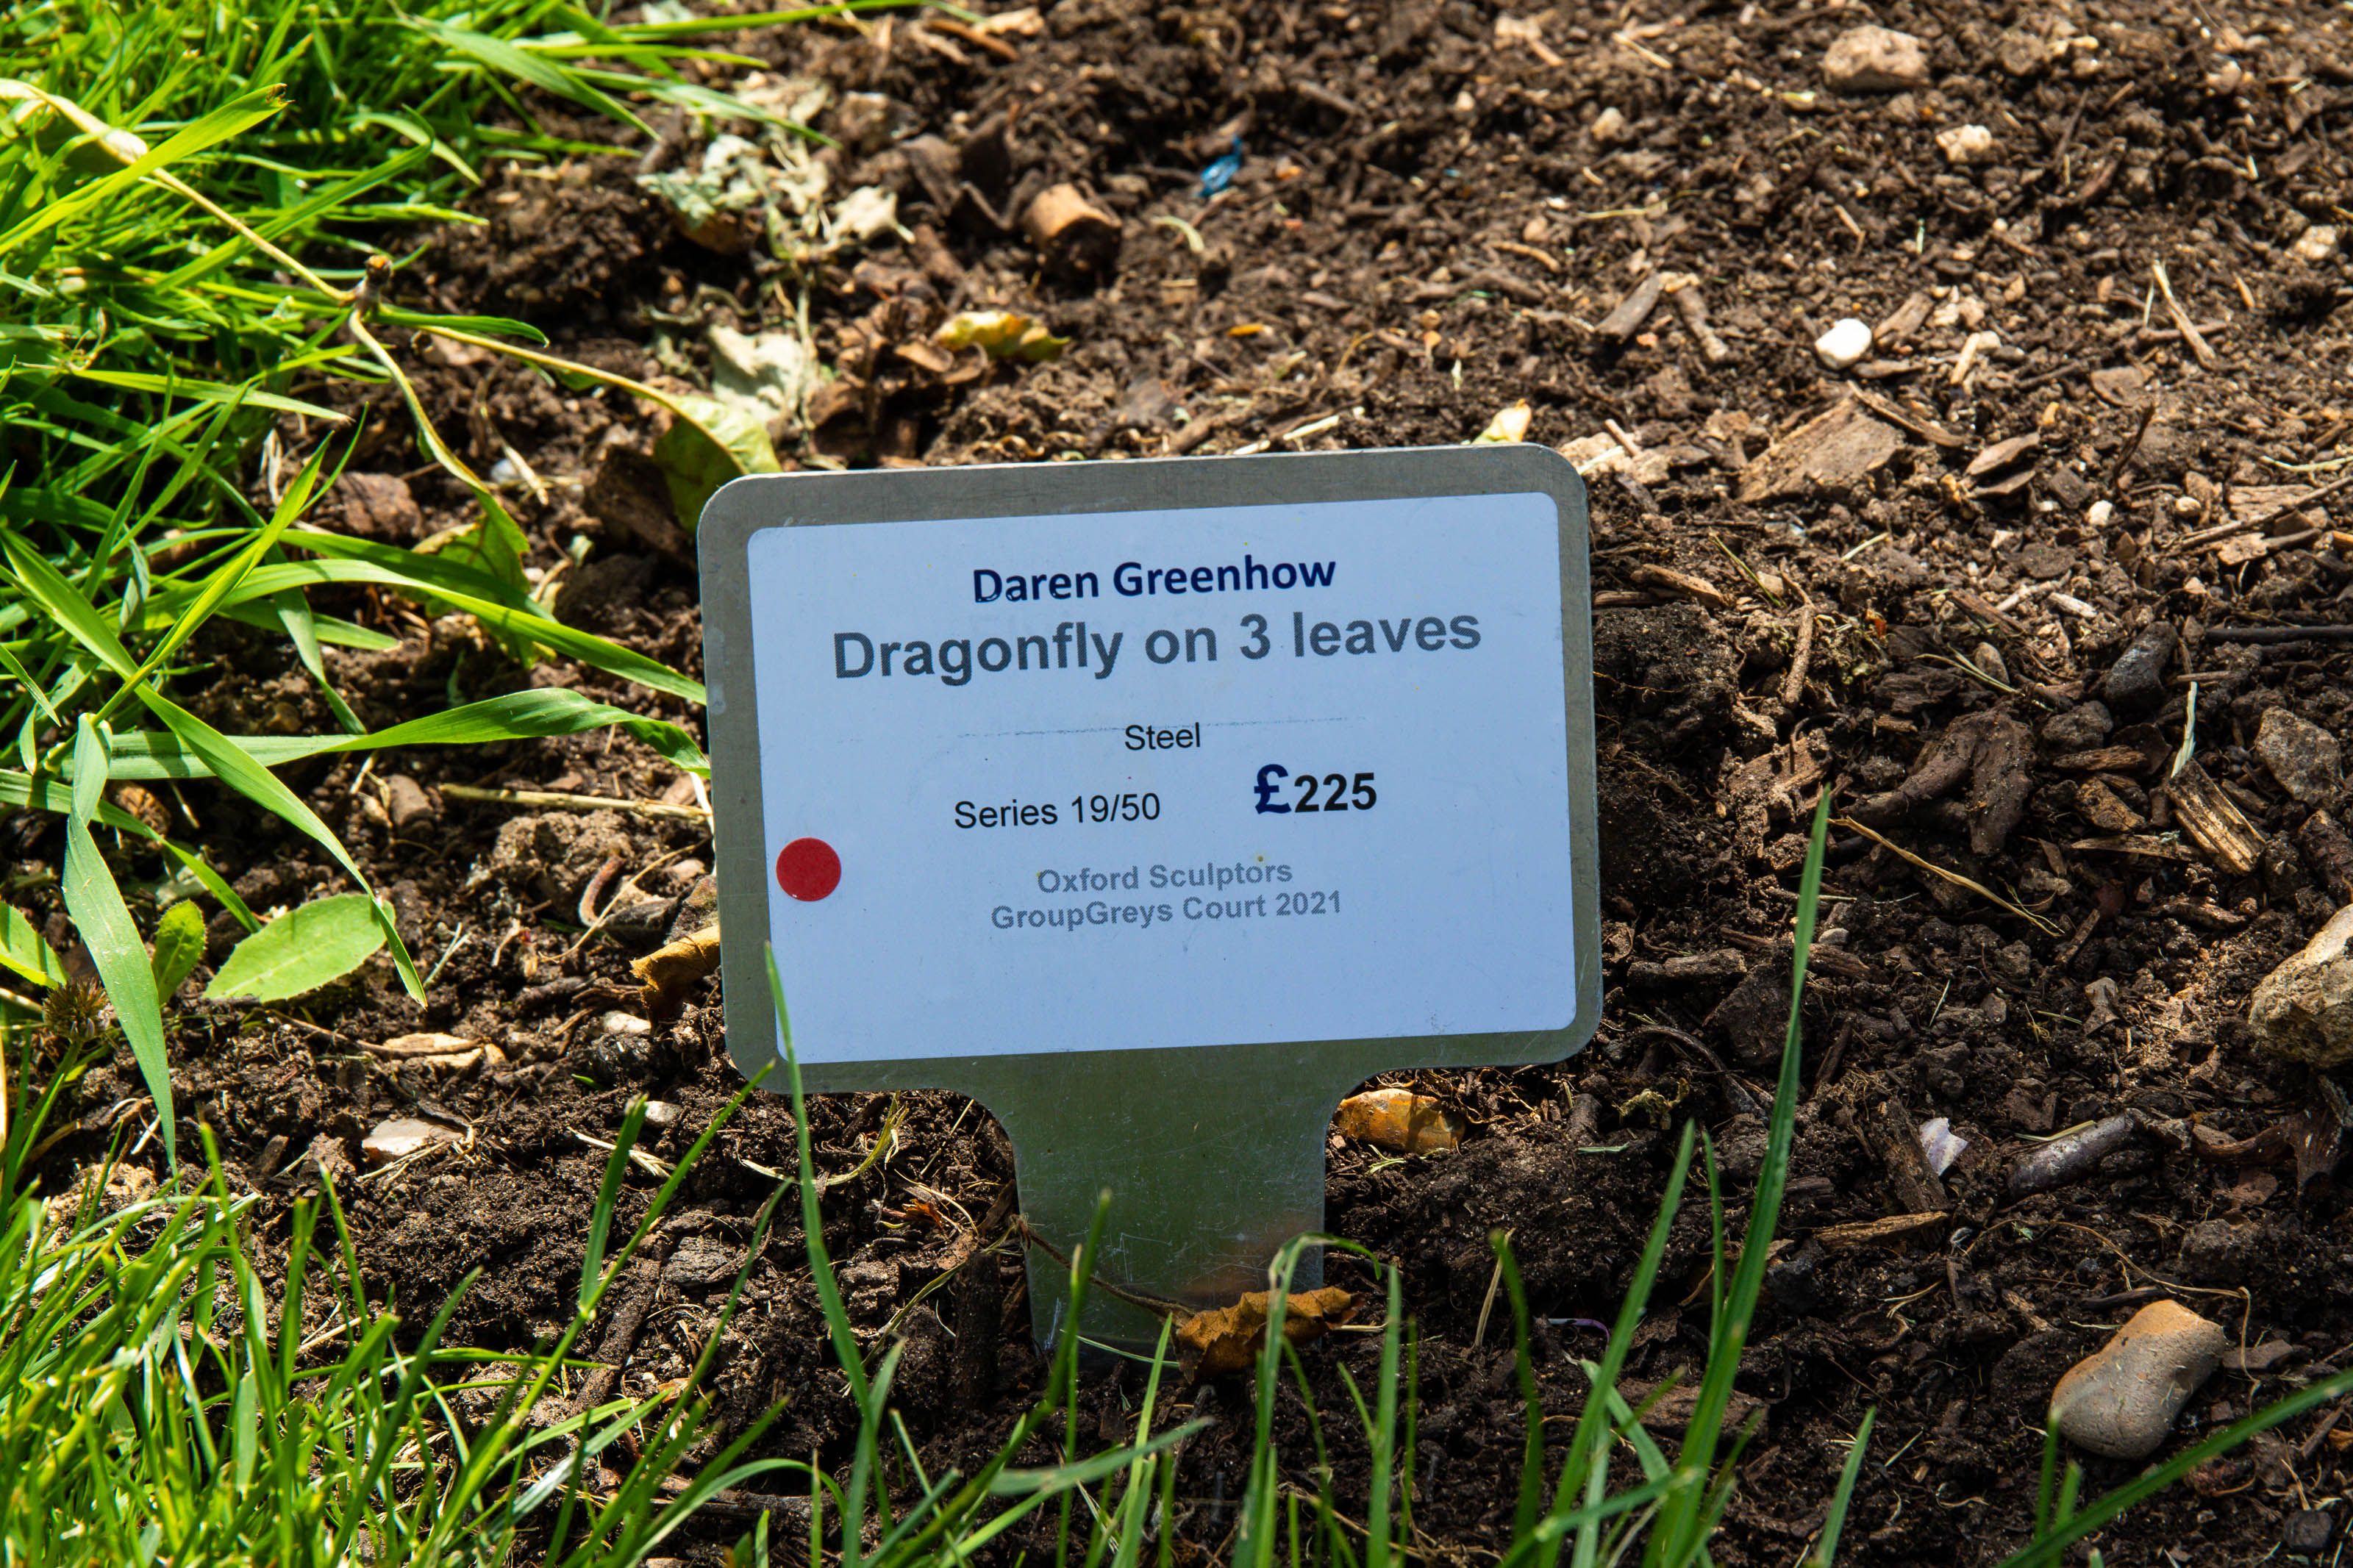 Daren Greenhow
Dragonfly on 3 leaves
Steel
Series 19/50 £225
Oxford Sculptors
GroupGreys Court 2021